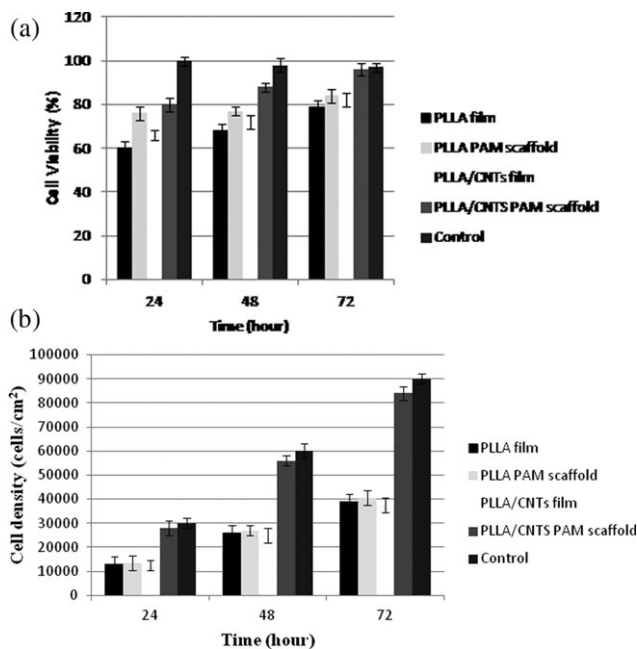 (a)
Cell Viability (%)
120
100
80
60
40
20
0
24
48
72
Time (hour)
PLLA film
PLLA PAM scaffold
PLLA/CNTs film
PLLA/CNTS PAM scaffold
Control
(b)
Cell density (cells/cm²)
100000
90000
80000
70000
60000
50000
40000
30000
20000
10000
0
24
48
72
Time (hour)
PLLA film
PLLA PAM scaffold
PLLA/CNTs film
PLLA/CNTS PAM scaffold
Control